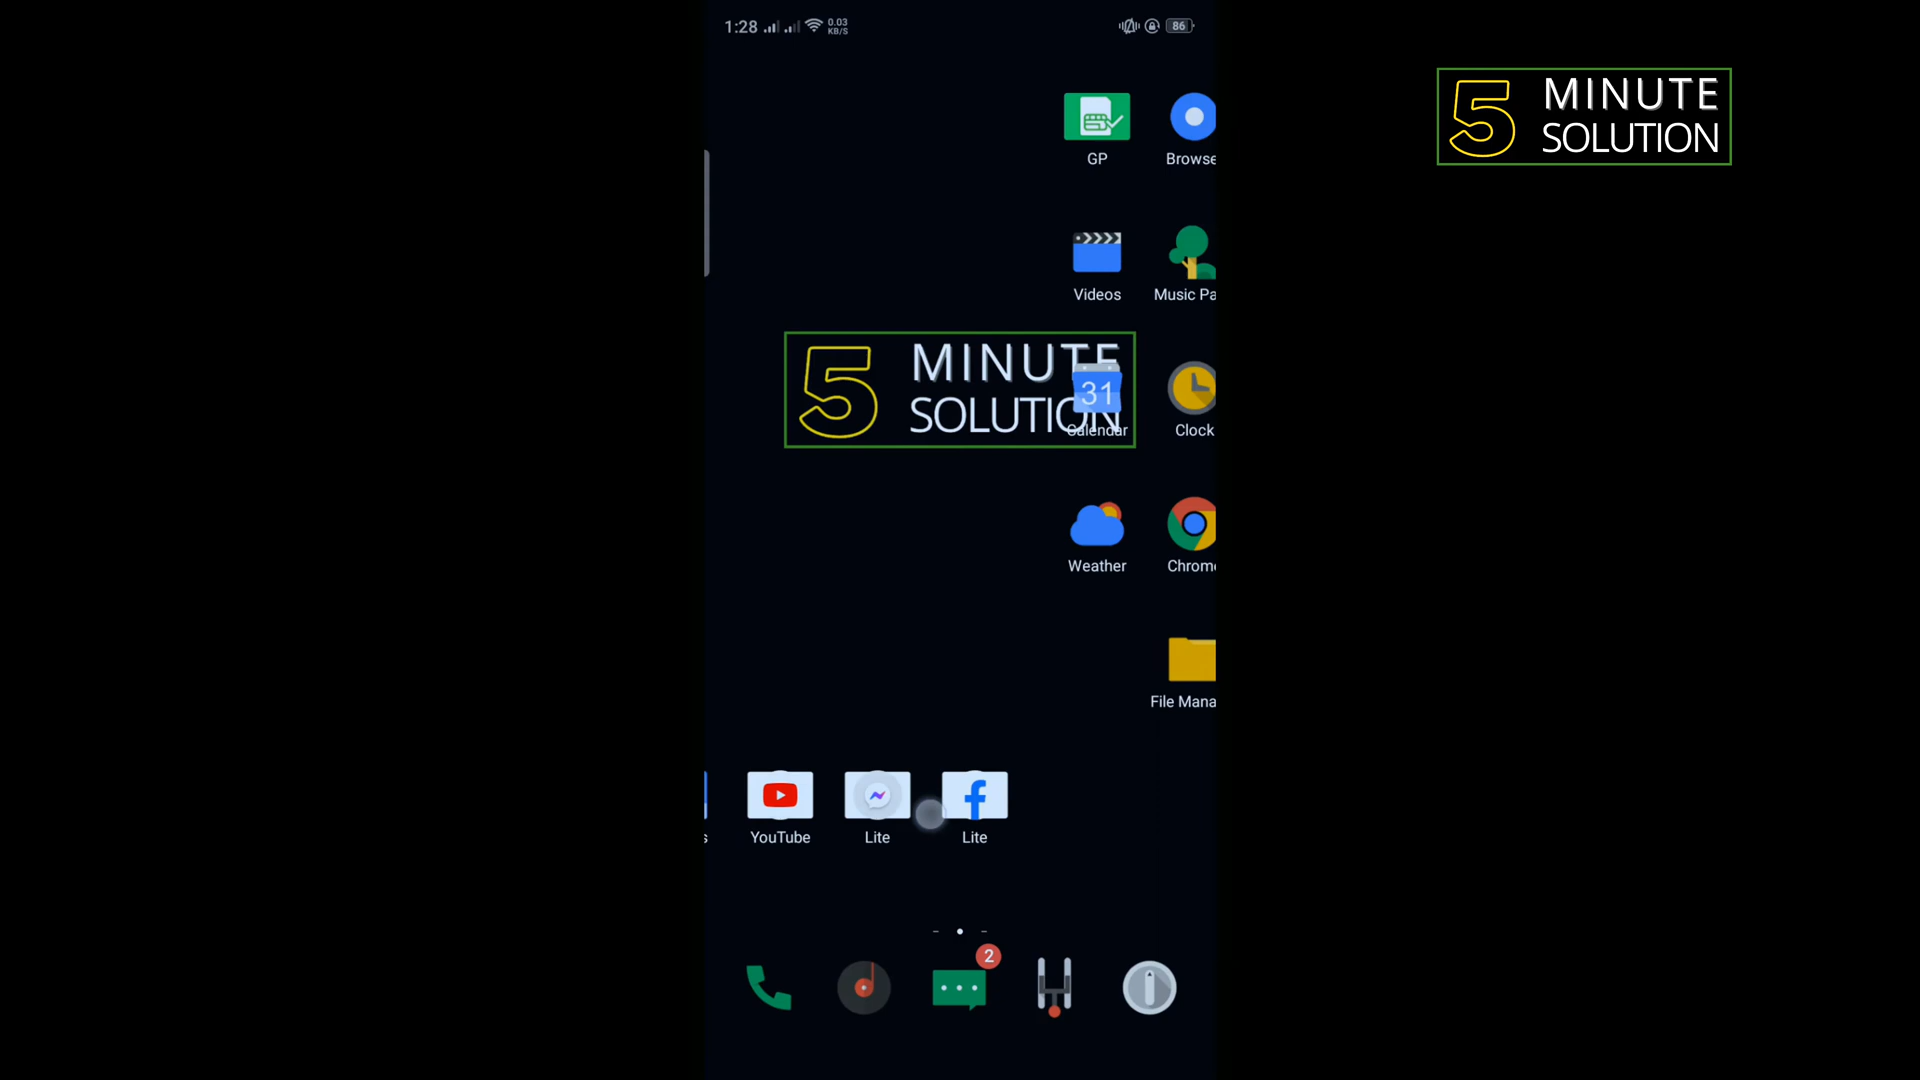 1:28
0.03
KB/S
86
5 MINUTE
SOLUTION
GP
Browse
Videos
Music Pa
5 MINUTE
SOLUTION
31
Calendar
Clock
Weather
Chrome
File Mana
s
YouTube
Lite
Lite
2